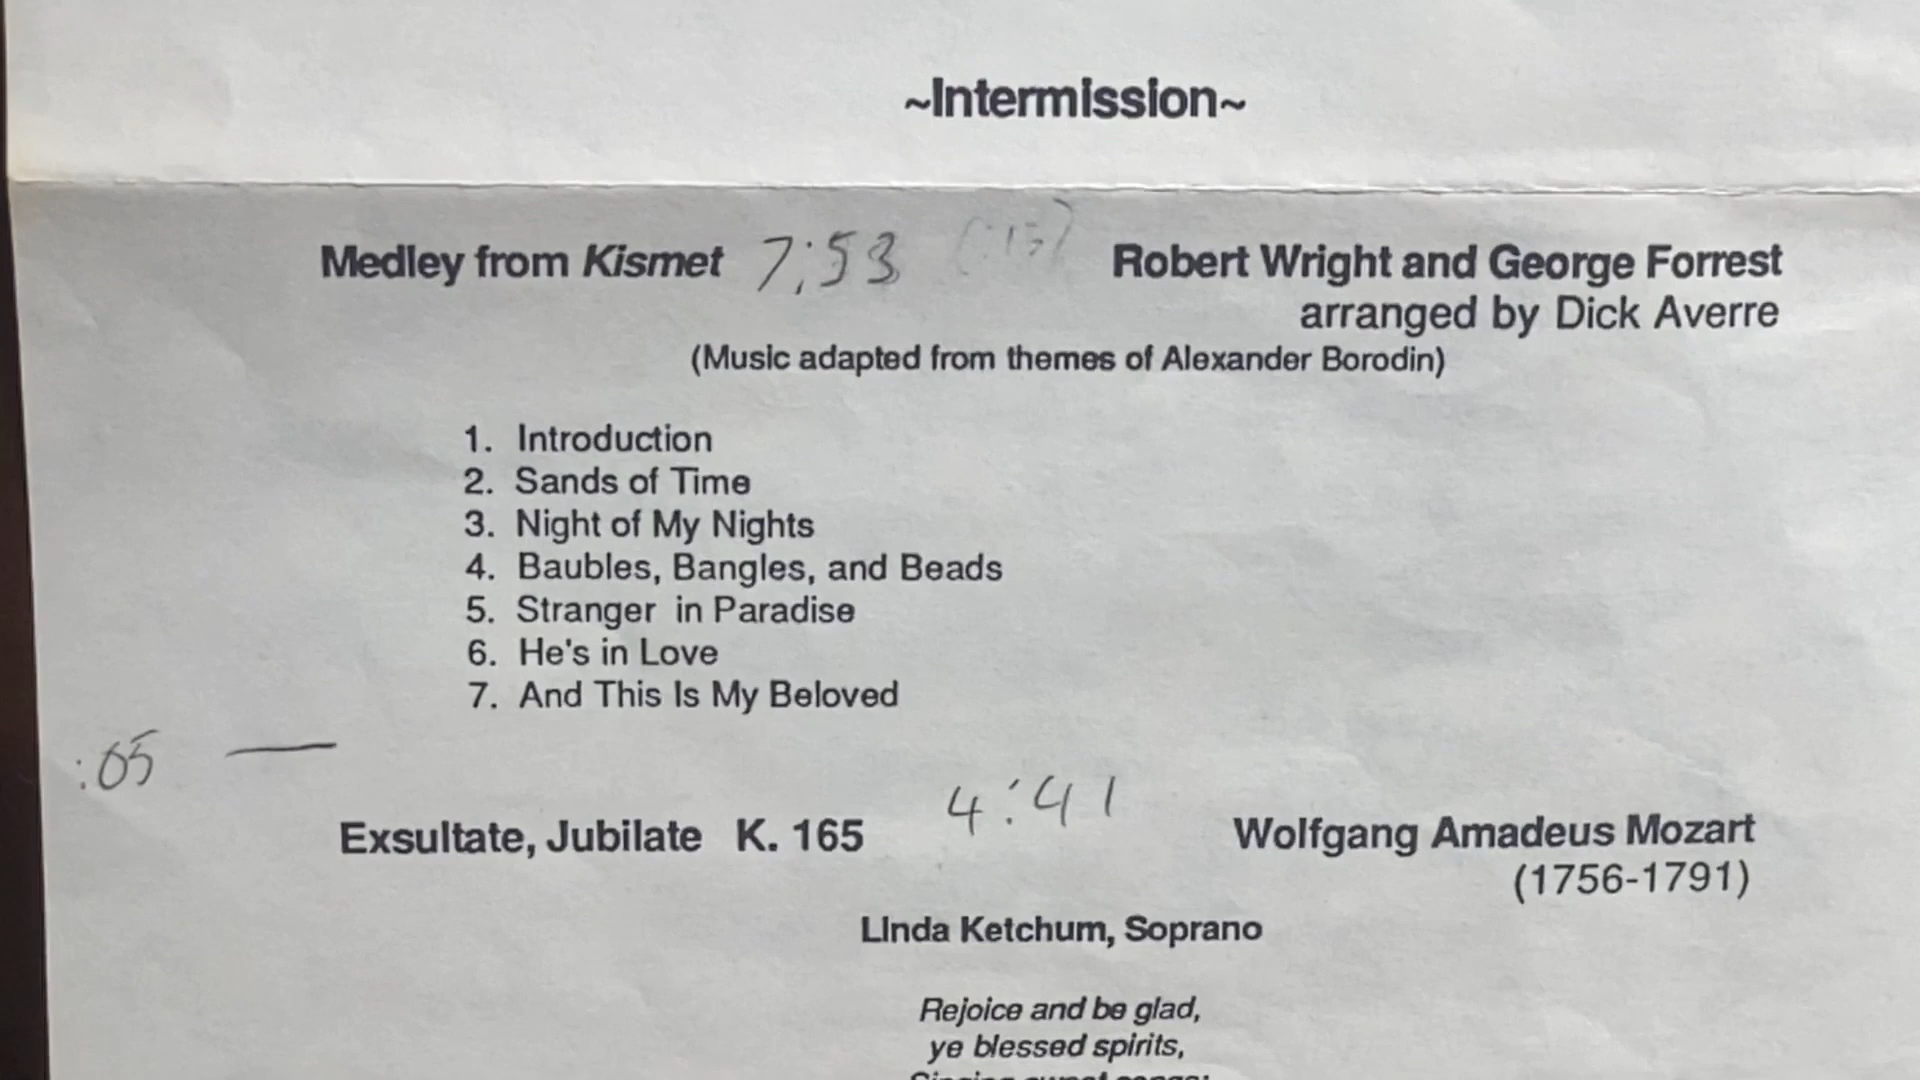 ~Intermission~
Medley from Kismet 7:53 (:15) Robert Wright and George Forrest
arranged by Dick Averre
(Music adapted from themes of Alexander Borodin)
1. Introduction
2. Sands of Time
3. Night of My Nights
4. Baubles, Bangles, and Beads
5. Stranger in Paradise
6. He's in Love
7. And This Is My Beloved
:05 —
Exsultate, Jubilate K. 165 4:41 Wolfgang Amadeus Mozart
(1756-1791)
Linda Ketchum, Soprano
Rejoice and be glad,
ye blessed spirits,